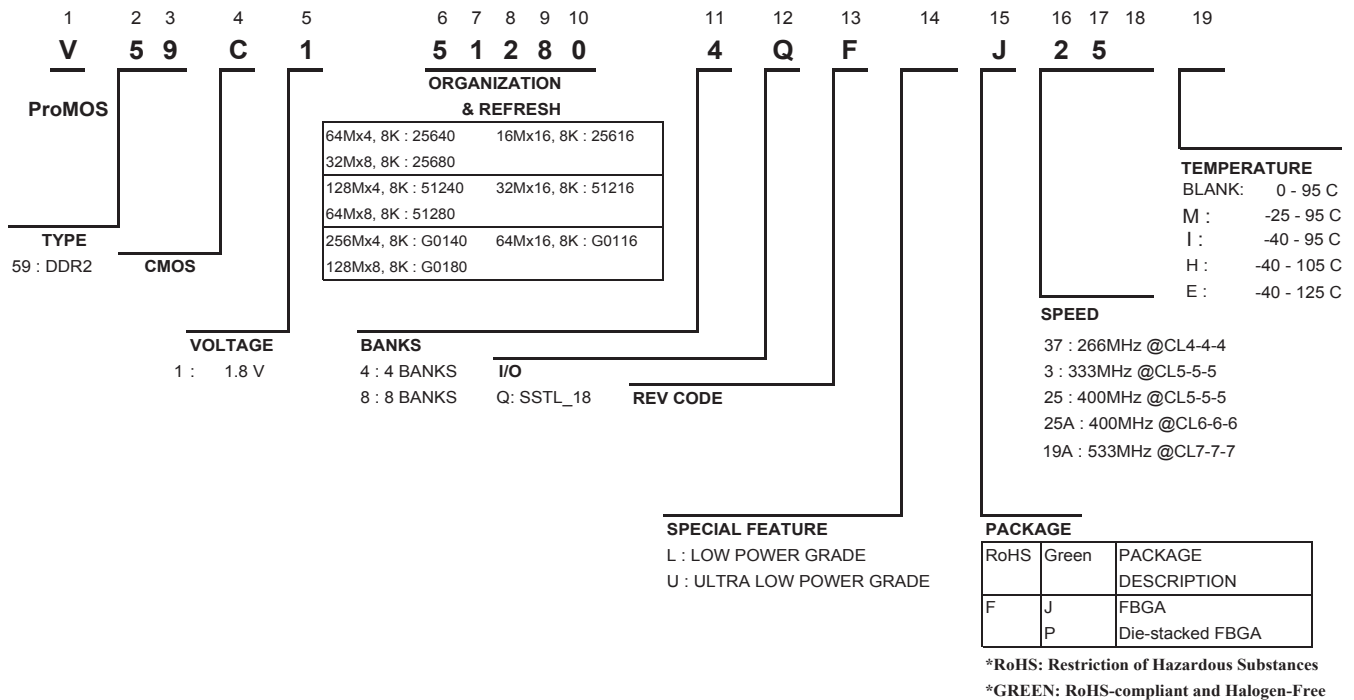 1 2 3 4 5 6 7 8 9 10 11 12 13 14 15 16 17 18 19
V 5 9 C 1 5 1 2 8 0 4 Q F J 2 5
ProMOS
ORGANIZATION
& REFRESH
64Mx4, 8K : 25640 16Mx16, 8K : 25616
32Mx8, 8K : 25680
128Mx4, 8K : 51240 32Mx16, 8K : 51216
64Mx8, 8K : 51280
256Mx4, 8K : G0140 64Mx16, 8K : G0116
128Mx8, 8K : G0180
TEMPERATURE
BLANK: 0 - 95 C
M : -25 - 95 C
I : -40 - 95 C
H : -40 - 105 C
E : -40 - 125 C
TYPE
59 : DDR2
CMOS
VOLTAGE
1 : 1.8 V
BANKS
4 : 4 BANKS
8 : 8 BANKS
I/O
Q: SSTL_18
REV CODE
SPEED
37 : 266MHz @CL4-4-4
3 : 333MHz @CL5-5-5
25 : 400MHz @CL5-5-5
25A : 400MHz @CL6-6-6
19A : 533MHz @CL7-7-7
SPECIAL FEATURE
L : LOW POWER GRADE
U : ULTRA LOW POWER GRADE
PACKAGE
RoHS Green PACKAGE
DESCRIPTION
F J FBGA
P Die-stacked FBGA
*RoHS: Restriction of Hazardous Substances
*GREEN: RoHS-compliant and Halogen-Free